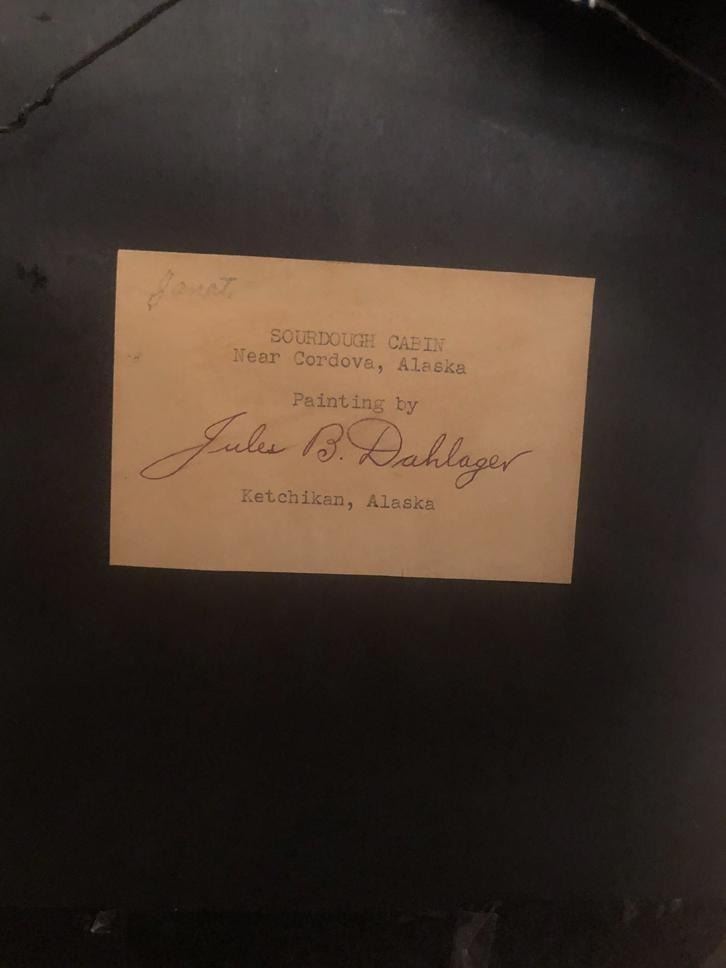 Janet.
SOURDOUGH CABIN
Near Cordova, Alaska
Painting by
Jules B. Dahlager
Ketchikan, Alaska